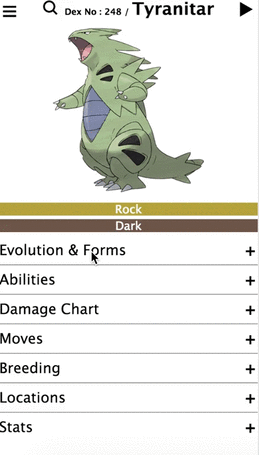 Dex No : 248 / Tyranitar
Rock
Dark
Evolution & Forms +
Abilities +
Damage Chart +
Moves +
Breeding +
Locations +
Stats +